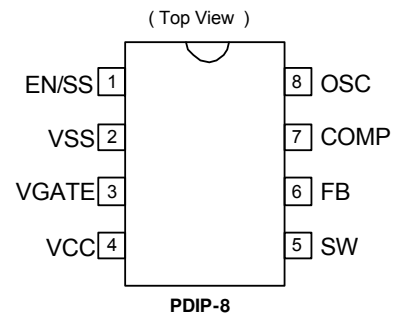 ( Top View )
EN/SS 1 8 OSC
VSS 2 7 COMP
VGATE 3 6 FB
VCC 4 5 SW
PDIP-8